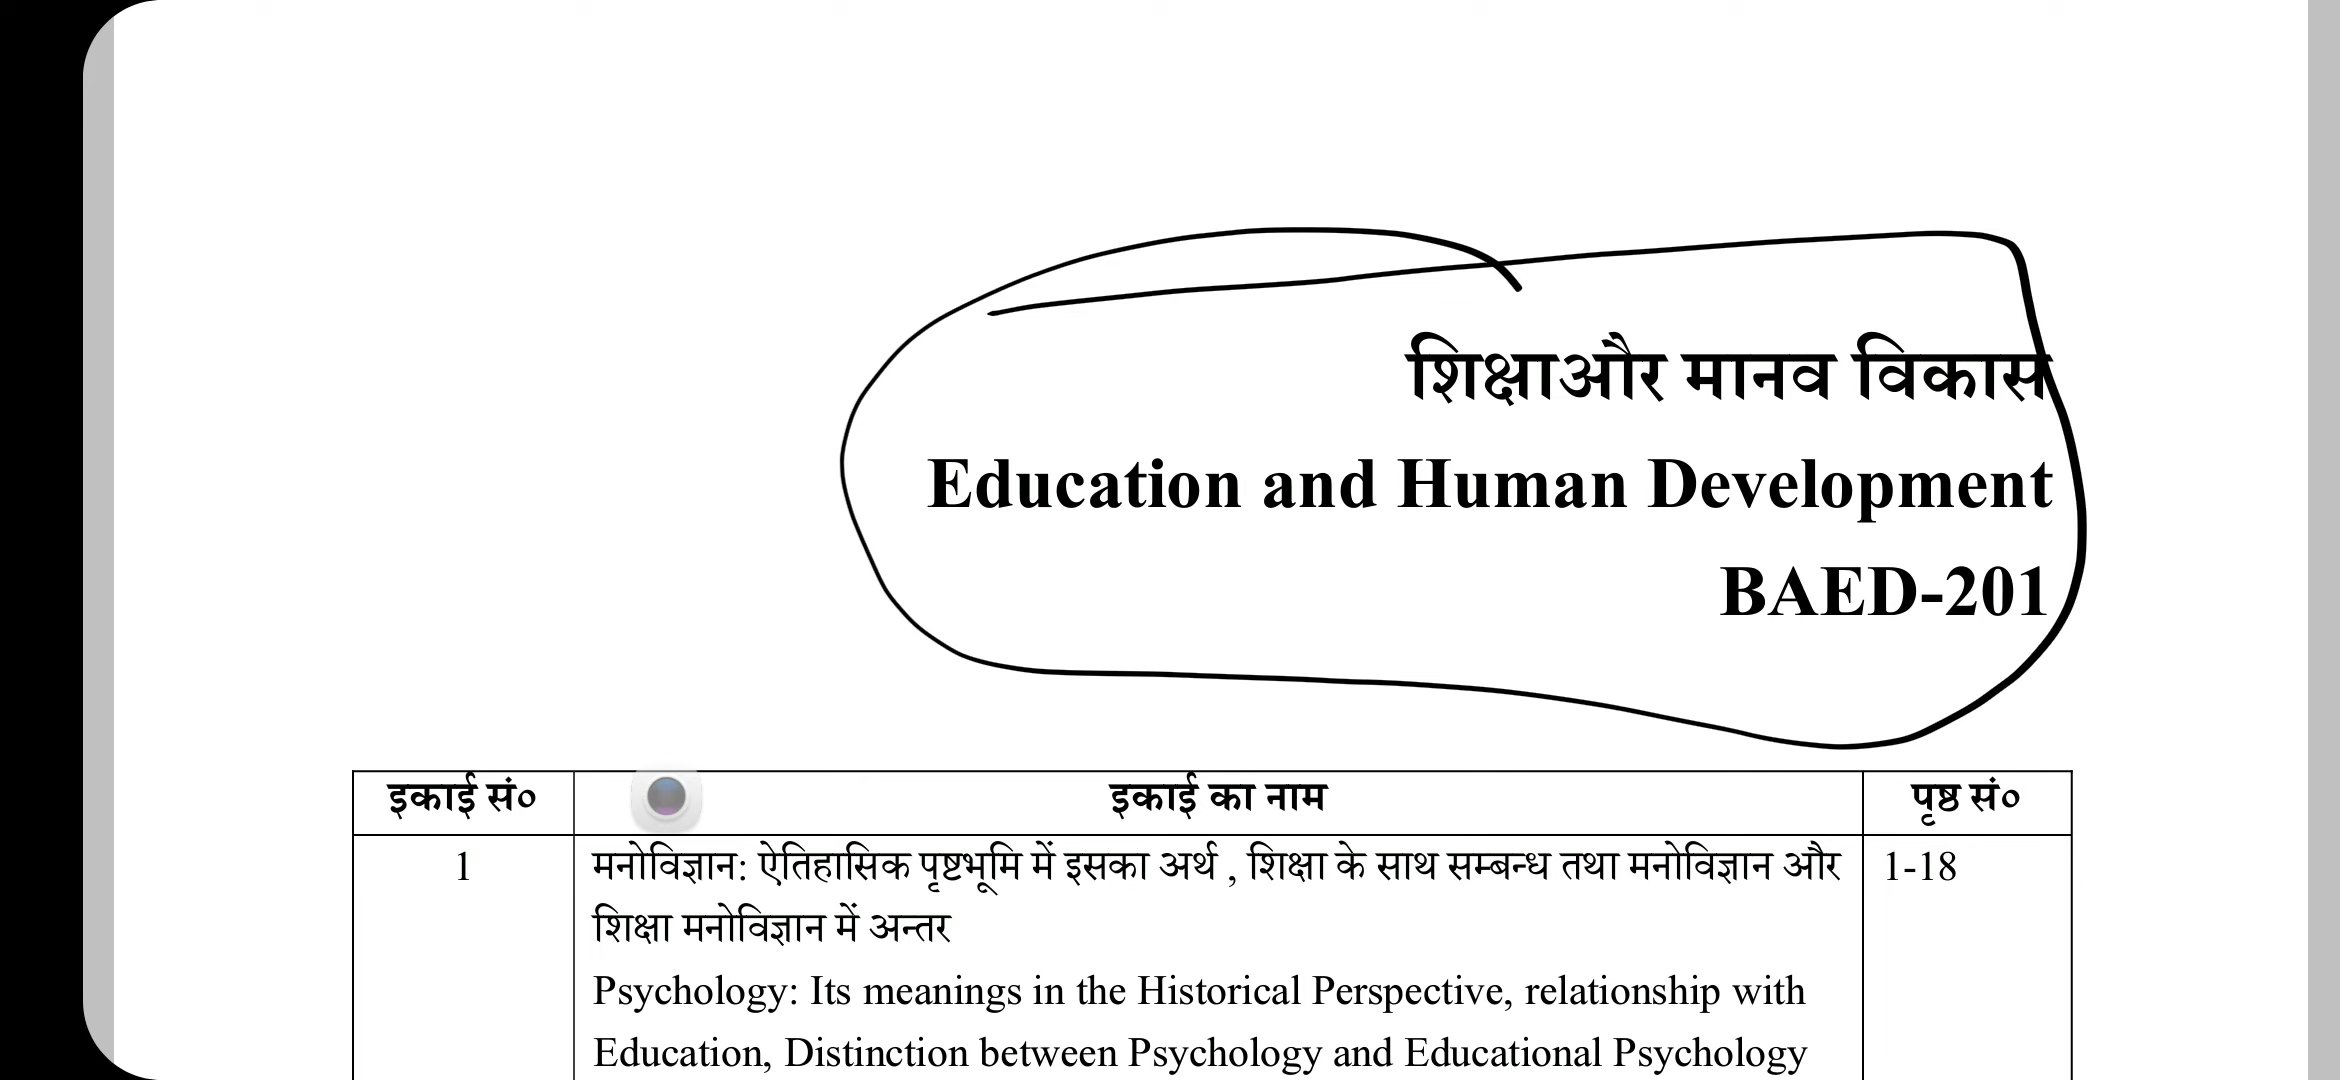 शिक्षाऔर मानव विकास
Education and Human Development
BAED-201
इकाई सं० इकाई का नाम पृष्ठ सं०
1 मनोविज्ञान: ऐतिहासिक पृष्टभूमि में इसका अर्थ , शिक्षा के साथ सम्बन्ध तथा मनोविज्ञान और 1-18
शिक्षा मनोविज्ञान में अन्तर
Psychology: Its meanings in the Historical Perspective, relationship with
Education, Distinction between Psychology and Educational Psychology